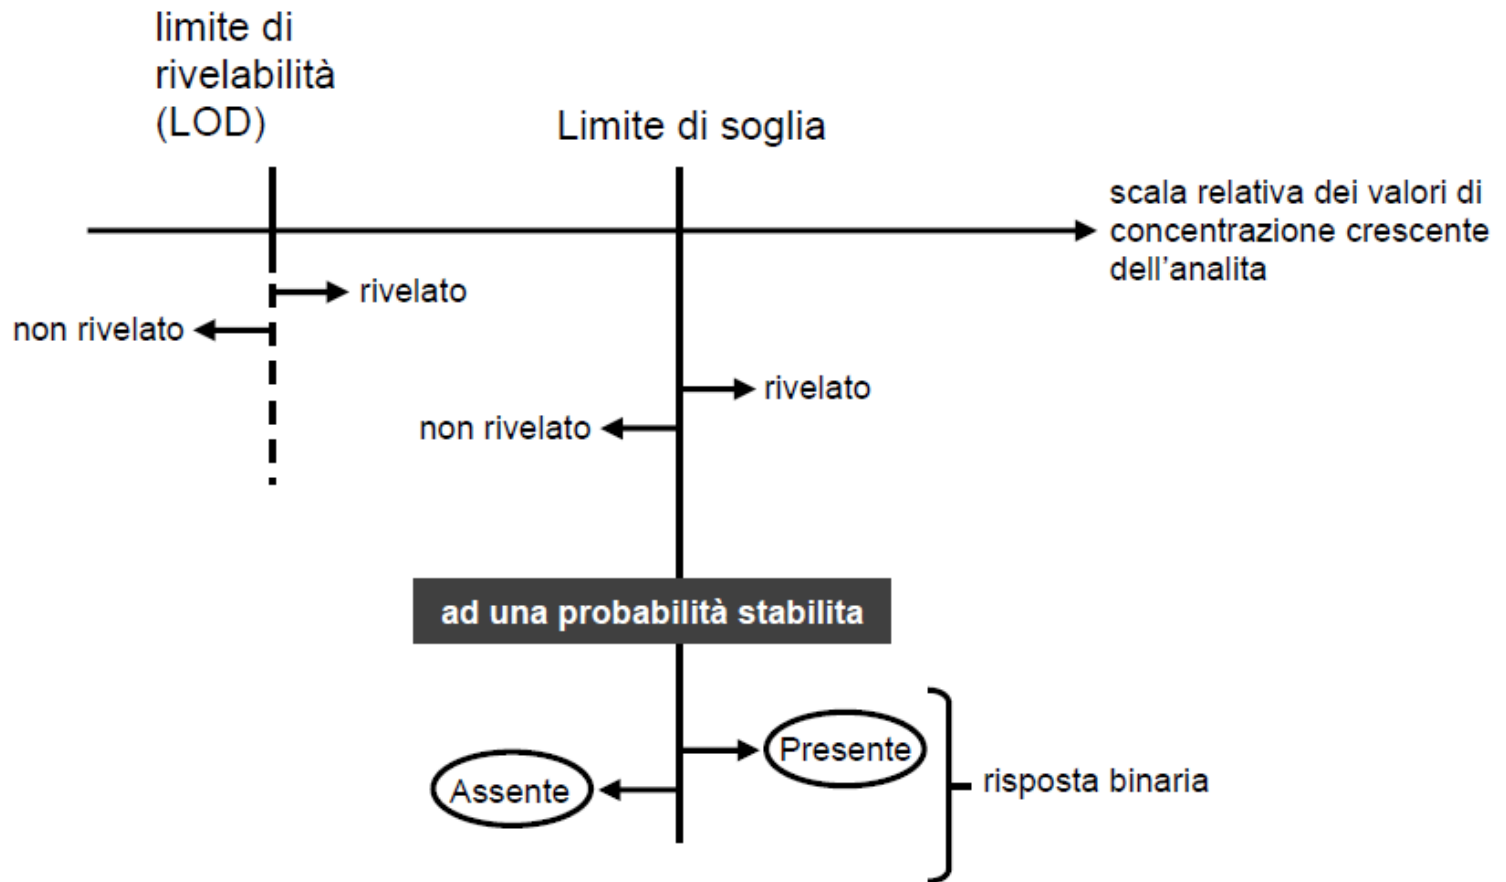 limite di
rivelabilità
(LOD)
Limite di soglia
scala relativa dei valori di
concentrazione crescente
dell'analita
rivelato
non rivelato
rivelato
non rivelato
ad una probabilità stabilita
Presente
Assente
risposta binaria